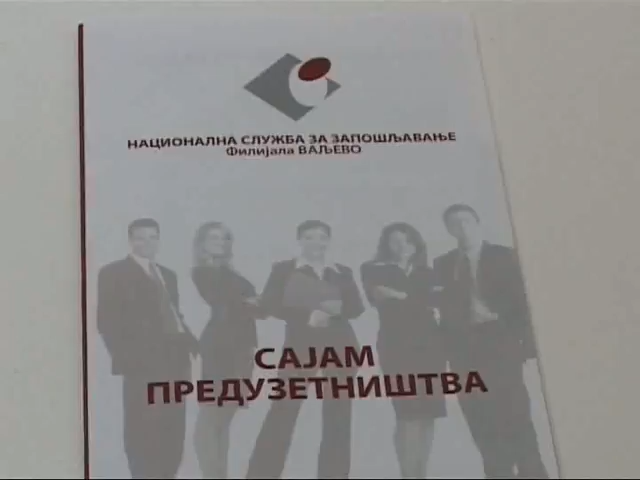 НАЦИОНАЛНА СЛУЖБА ЗА ЗАПОШЉАВАЊЕ
Филијала ВАЉЕВО
САЈАМ
ПРЕДУЗЕТНИШТВА